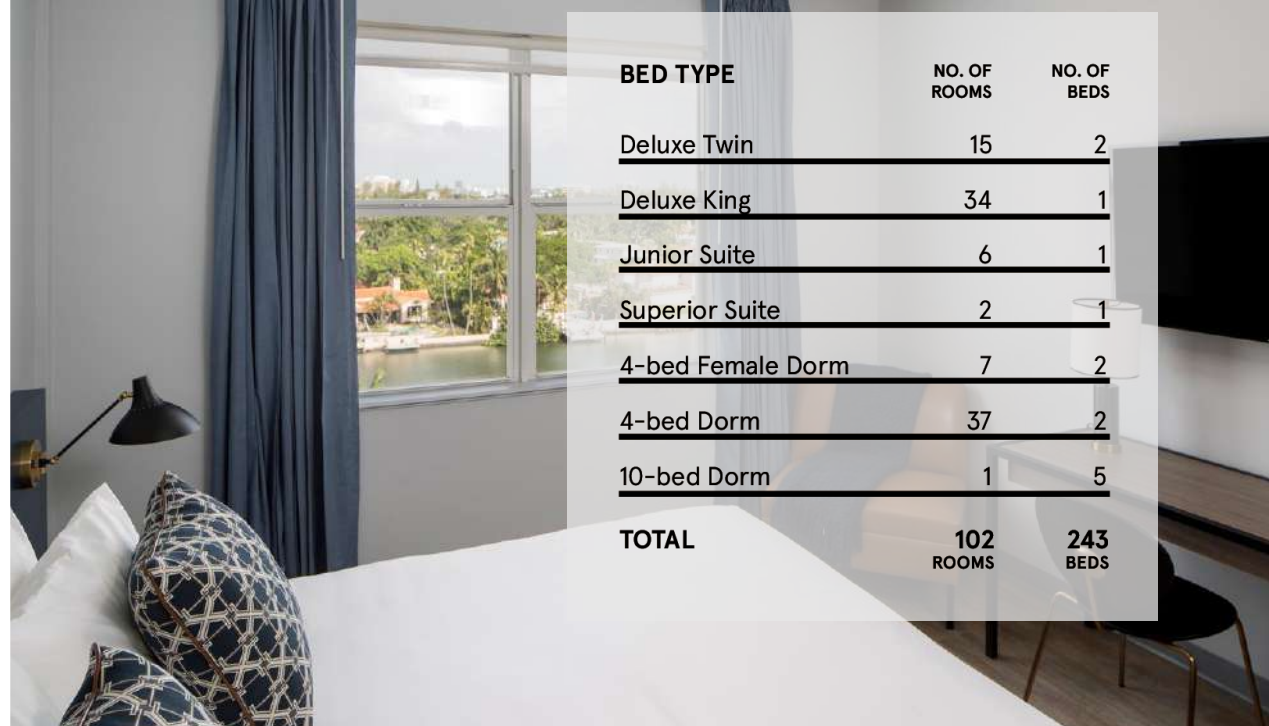 BED TYPE NO. OF ROOMS NO. OF BEDS
Deluxe Twin 15 2
Deluxe King 34 1
Junior Suite 6 1
Superior Suite 2 1
4-bed Female Dorm 7 2
4-bed Dorm 37 2
10-bed Dorm 1 5
TOTAL 102 243
ROOMS BEDS